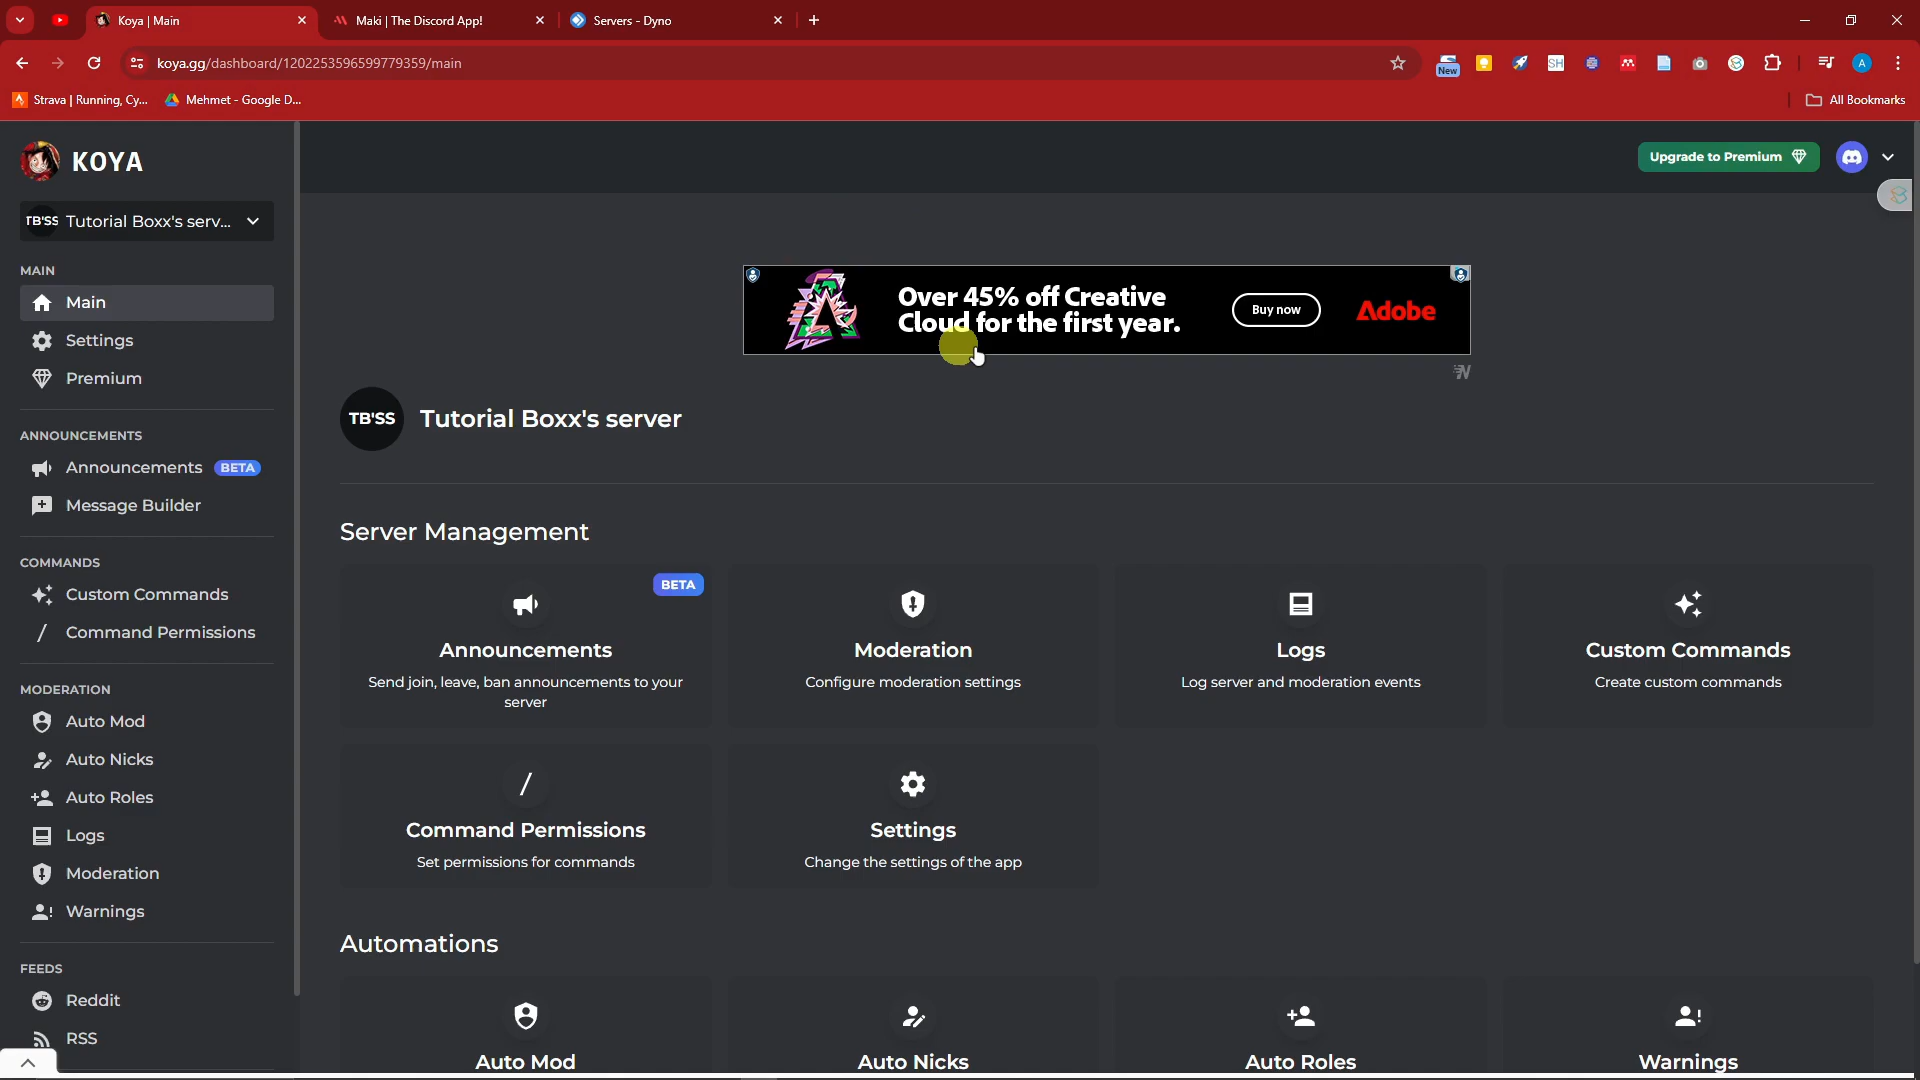 Koya | Main
Maki | The Discord App!
Servers - Dyno
koya.gg/dashboard/1202253596599779359/main
New
SH
A
Strava | Running, Cy...
Mehmet - Google D...
All Bookmarks
KOYA
Upgrade to Premium
TB'SS Tutorial Boxx's serv...
MAIN
Main
Settings
Premium
ANNOUNCEMENTS
Announcements BETA
Message Builder
COMMANDS
Custom Commands
Command Permissions
MODERATION
Auto Mod
Auto Nicks
Auto Roles
Logs
Moderation
Warnings
FEEDS
Reddit
RSS
Over 45% off Creative
Cloud for the first year.
Buy now
Adobe
TB'SS
Tutorial Boxx's server
Server Management
BETA
Announcements
Send join, leave, ban announcements to your
server
Moderation
Configure moderation settings
Logs
Log server and moderation events
Custom Commands
Create custom commands
Command Permissions
Set permissions for commands
Settings
Change the settings of the app
Automations
Auto Mod
Auto Nicks
Auto Roles
Warnings